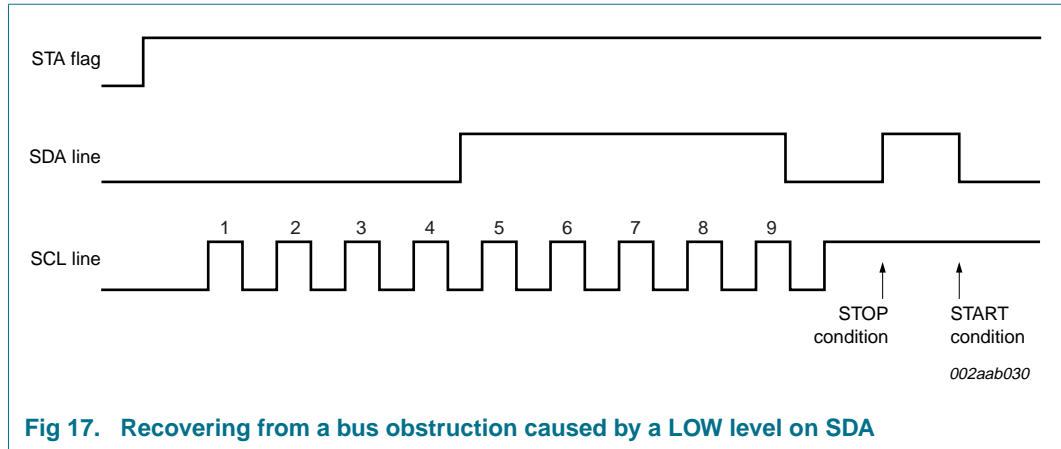 STA flag
SDA line
1 2 3 4 5 6 7 8 9
SCL line
STOP
condition
START
condition
002aab030
Fig 17. Recovering from a bus obstruction caused by a LOW level on SDA